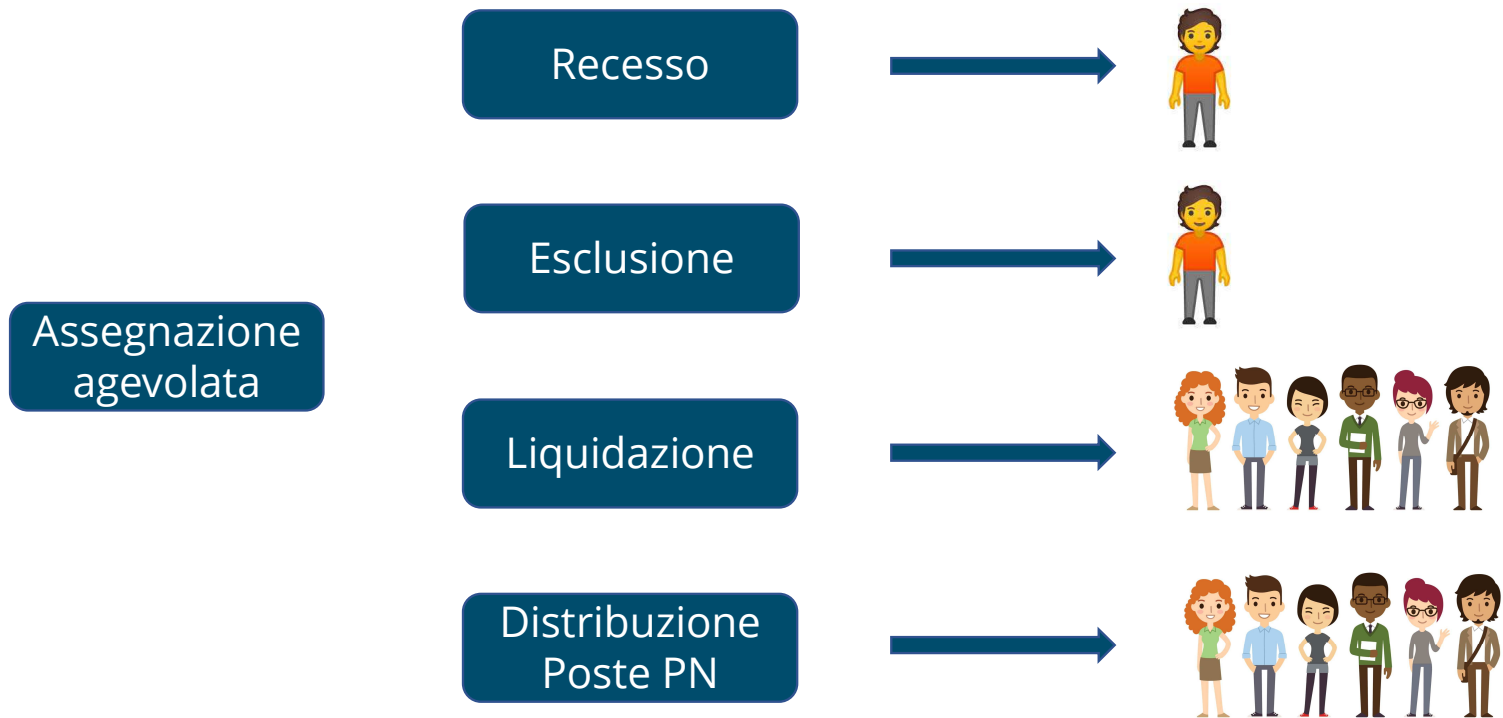 Recesso
Esclusione
Assegnazione
agevolata
Liquidazione
Distribuzione
Poste PN